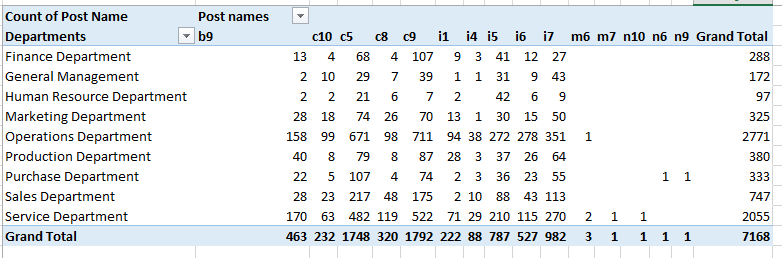 Count of Post Name Post names
Departments b9 c10 c5 c8 c9 i1 i4 i5 i6 i7 m6 m7 n10 n6 n9 Grand Total
Finance Department 13 4 68 4 107 9 3 41 12 27 288
General Management 2 10 29 7 39 1 1 31 9 43 172
Human Resource Department 2 2 21 6 7 2 42 6 9 97
Marketing Department 28 18 74 26 70 13 1 30 15 50 325
Operations Department 158 99 671 98 711 94 38 272 278 351 1 2771
Production Department 40 8 79 8 87 28 3 37 26 64 380
Purchase Department 22 5 107 4 74 2 3 36 23 55 1 1 333
Sales Department 28 23 217 48 175 2 10 88 43 113 747
Service Department 170 63 482 119 522 71 29 210 115 270 2 1 1 2055
Grand Total 463 232 1748 320 1792 222 88 787 527 982 3 1 1 1 1 7168